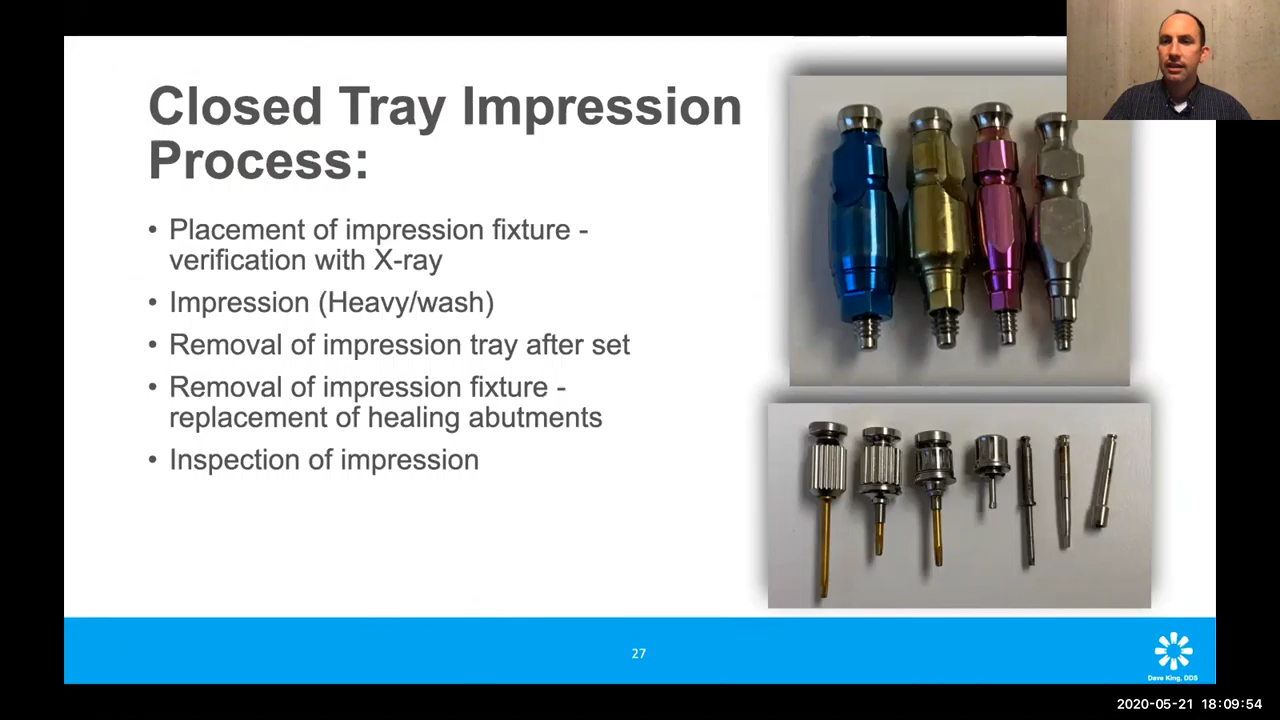 Closed Tray Impression
Process:
• Placement of impression fixture -
verification with X-ray
• Impression (Heavy/wash)
• Removal of impression tray after set
• Removal of impression fixture -
replacement of healing abutments
• Inspection of impression
27
Dave King, DDS
2020-05-21 18:09:54